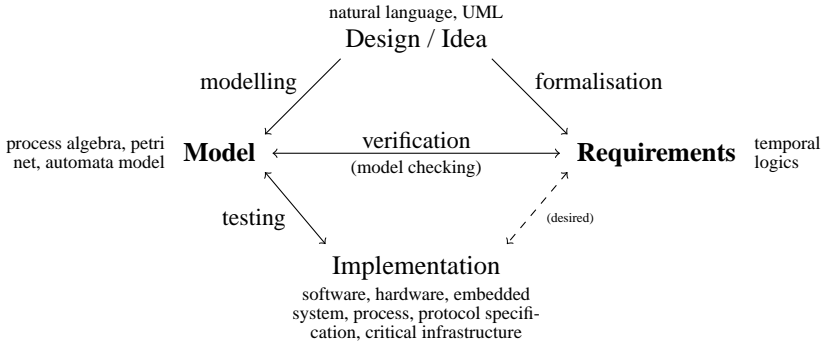 natural language, UML
Design / Idea
modelling
formalisation
process algebra, petri
net, automata model
Model
verification
(model checking)
Requirements
temporal
logics
testing
(desired)
Implementation
software, hardware, embedded
system, process, protocol specifi-
cation, critical infrastructure